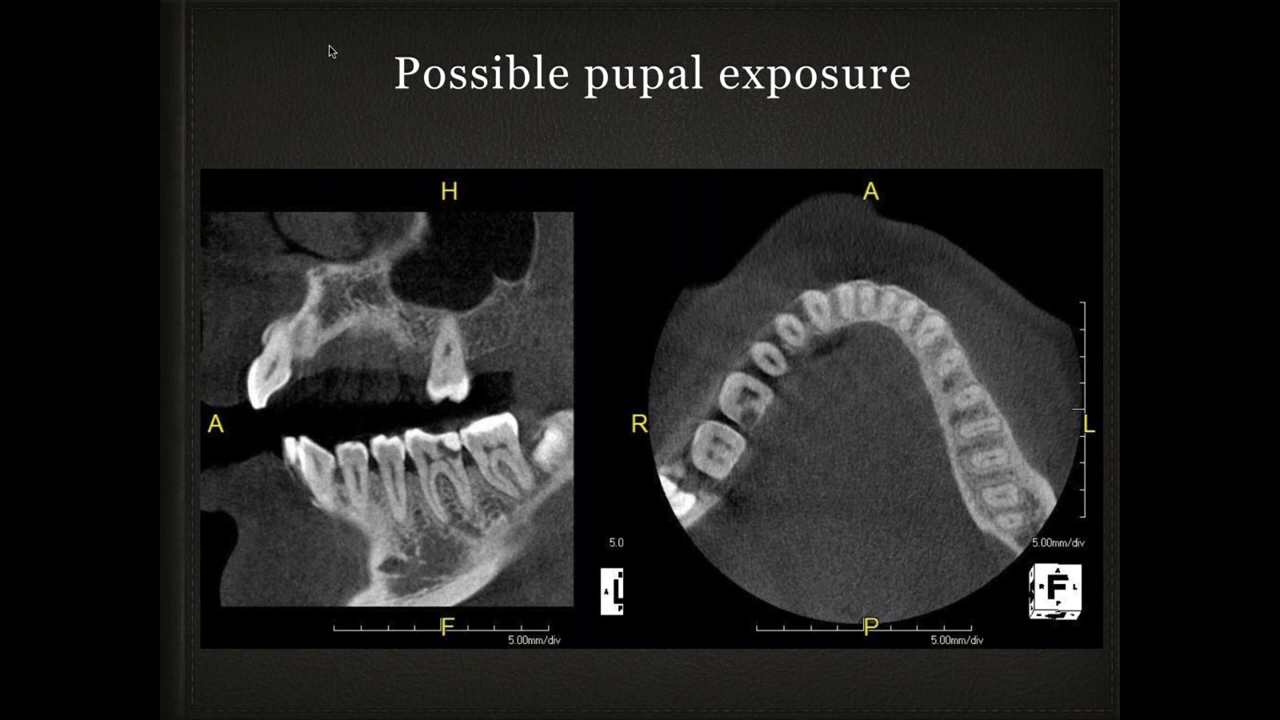 Possible pupal exposure
H
A
A
R
L
5.0
5.00mm/div
A L
F
5.00mm/div
P
5.00mm/div
A
R F L
P